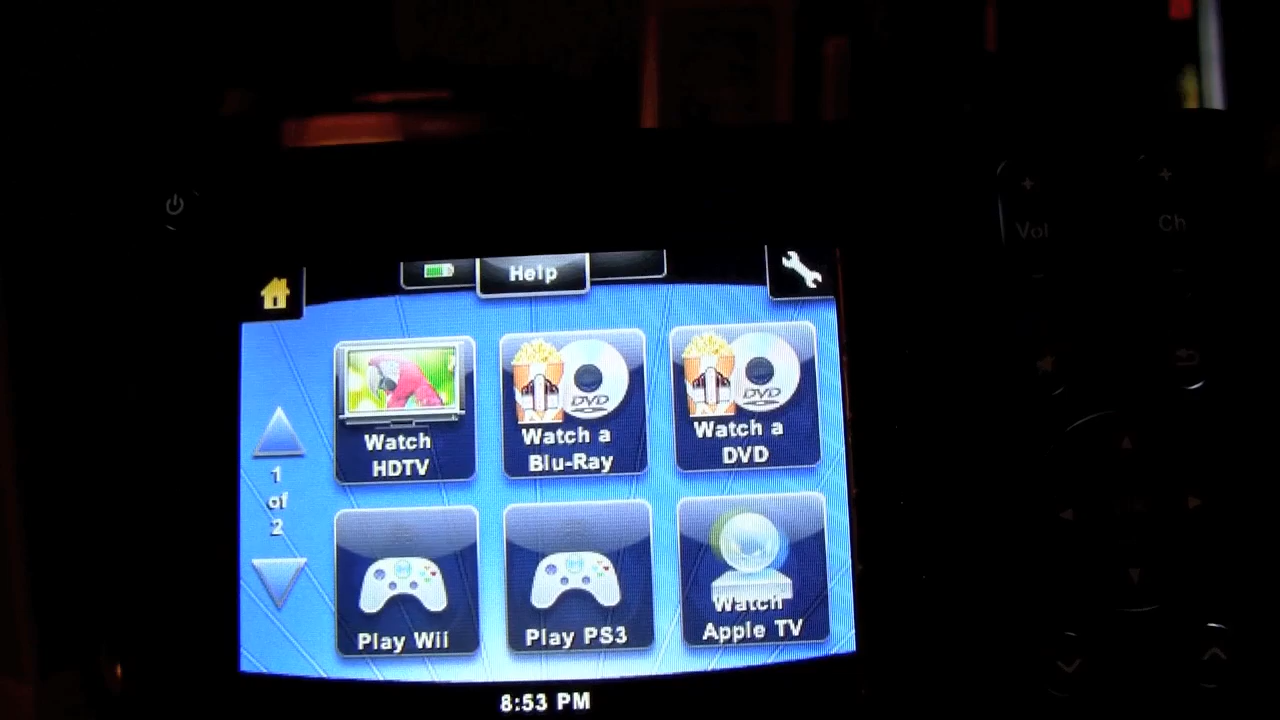 Vol
Ch
Help
Watch
HDTV
Watch a
Blu-Ray
DVD
Watch a
DVD
DVD
1
of
2
Play Wii
Play PS3
Watch
Apple TV
8:53 PM